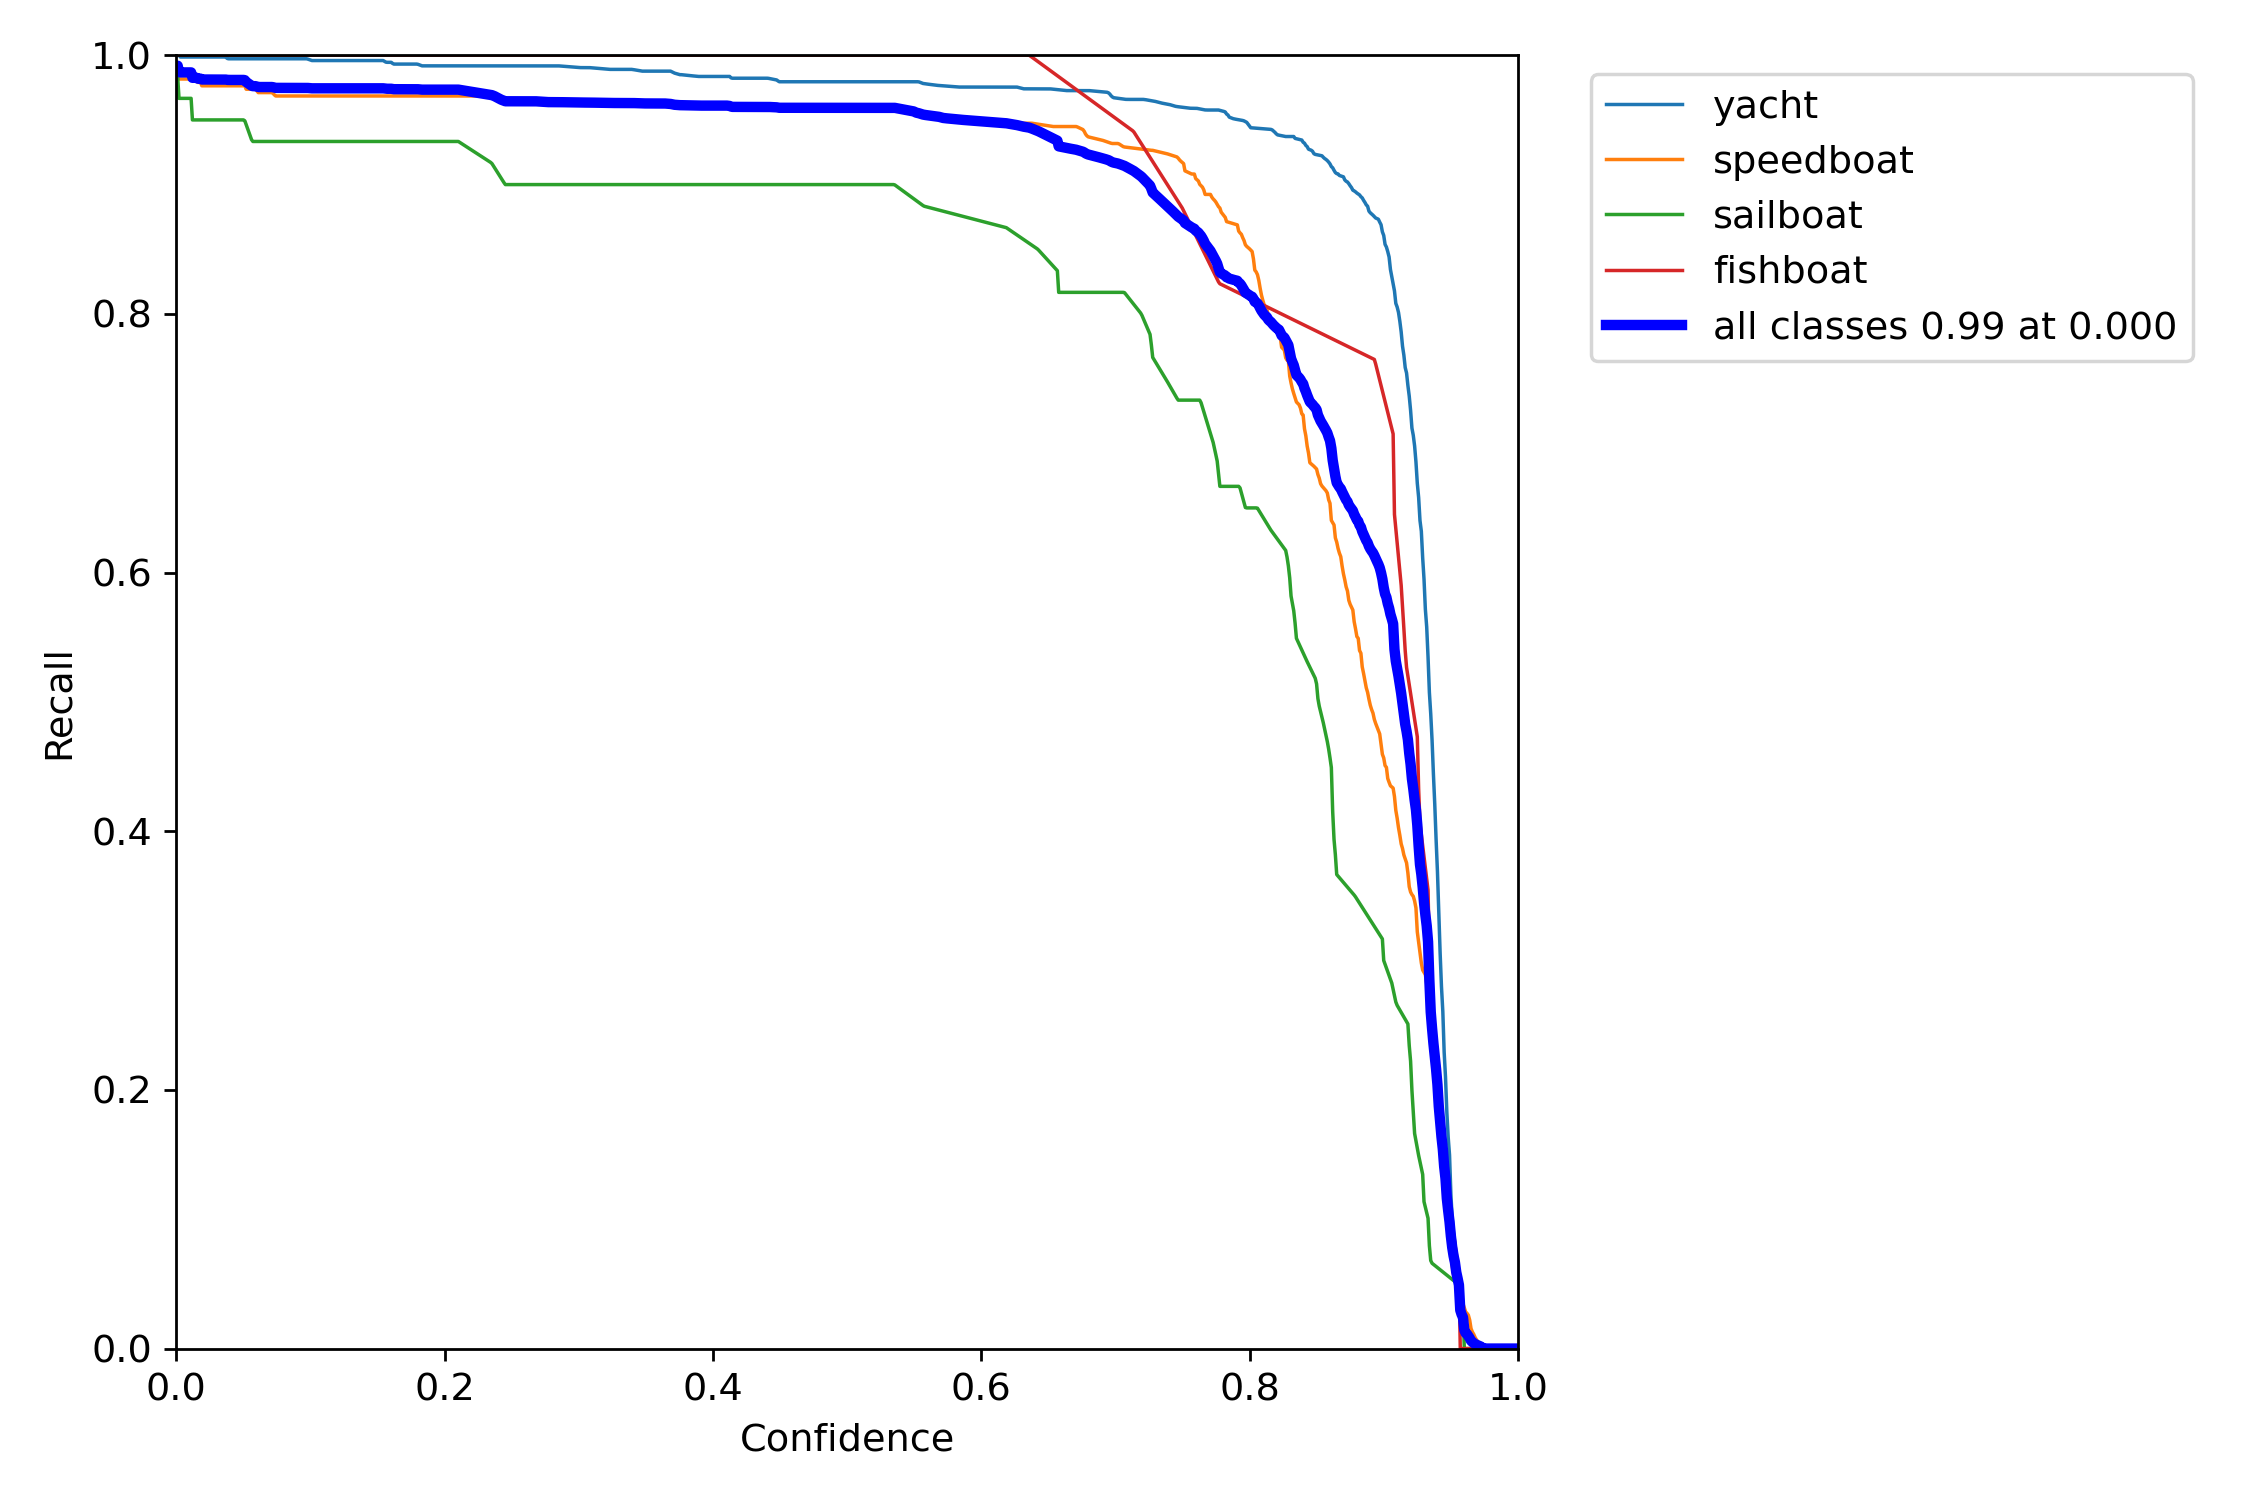 yacht
speedboat
sailboat
fishboat
all classes 0.99 at 0.000
1.0
0.8
0.6
0.4
0.2
0.0
Recall
0.0 0.2 0.4 0.6 0.8 1.0
Confidence